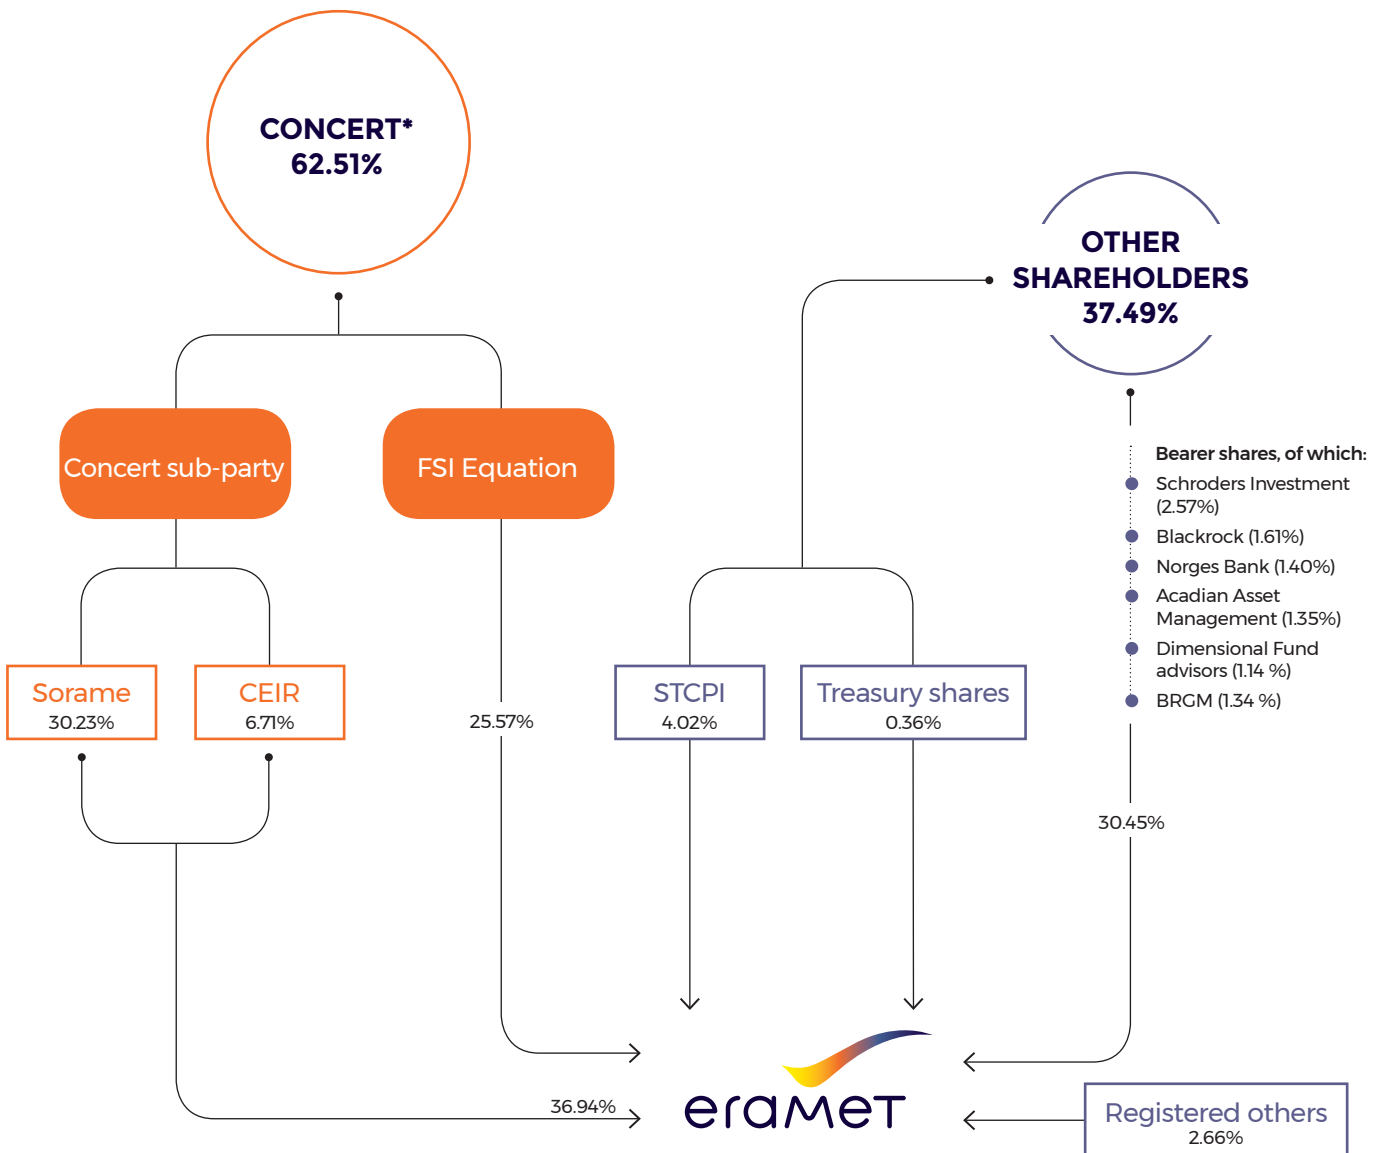 CONCERT*
62.51%
OTHER
SHAREHOLDERS
37.49%
Concert sub-party
FSI Equation
Bearer shares, of which:
Schroders Investment
(2.57%)
Blackrock (1.61%)
Norges Bank (1.40%)
Acadian Asset
Management (1.35%)
Dimensional Fund
advisors (1.14 %)
BRGM (1.34 %)
Sorame
30.23%
CEIR
6.71%
25.57%
STCPI
4.02%
Treasury shares
0.36%
30.45%
36.94%
eramet
Registered others
2.66%